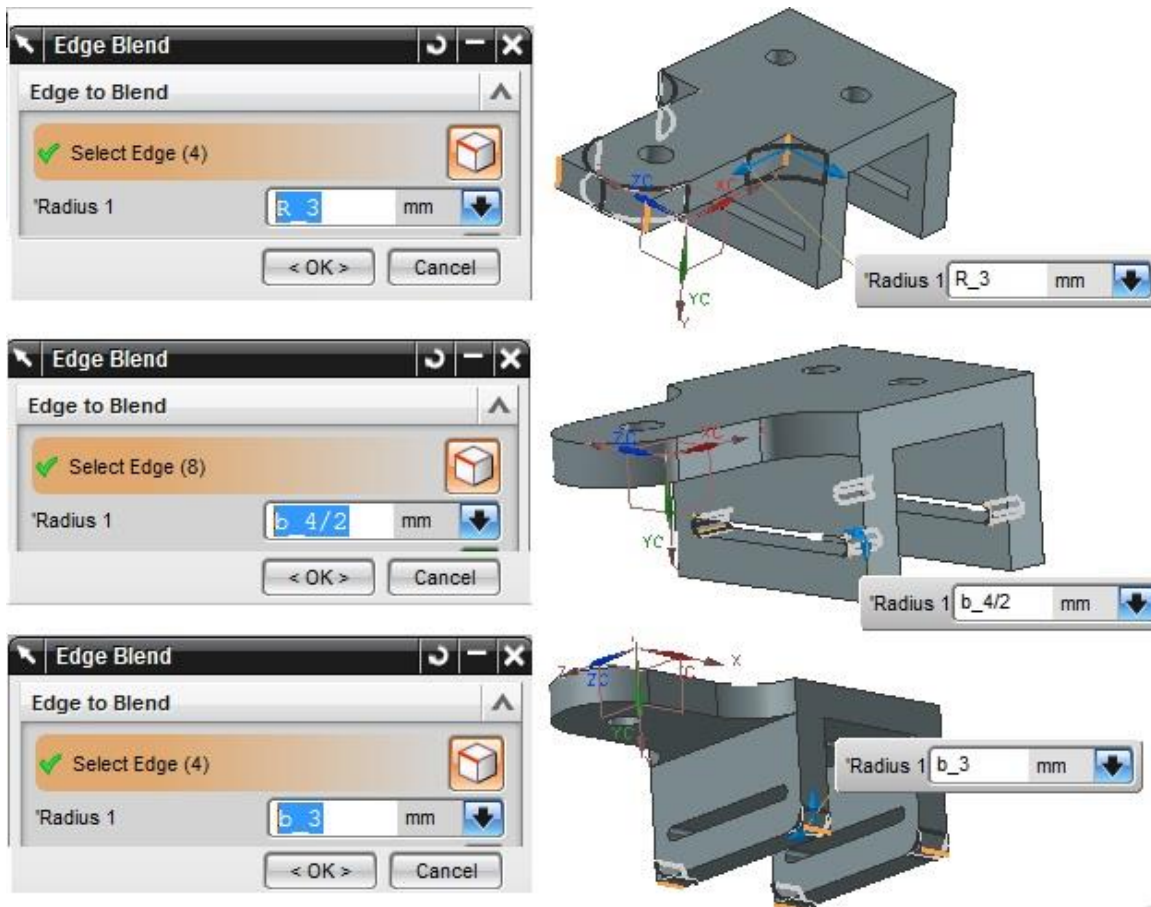 Edge Blend
Edge to Blend
Select Edge (4)
*Radius 1 R_3 mm
< OK > Cancel
ZC XC
YC
Y
*Radius 1 R_3 mm
Edge Blend
Edge to Blend
Select Edge (8)
*Radius 1 b_4/2 mm
< OK > Cancel
ZC XC
YC
*Radius 1 b_4/2 mm
Edge Blend
Edge to Blend
Select Edge (4)
*Radius 1 b_3 mm
< OK > Cancel
Z X
ZC
YC
*Radius 1 b_3 mm